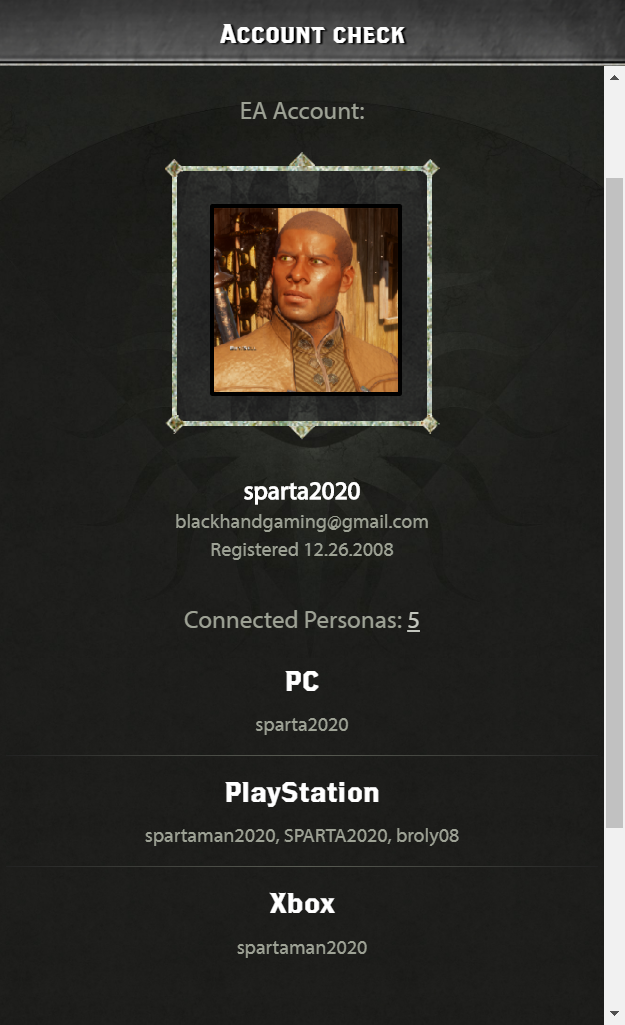 Account check
EA Account:
sparta2020
blackhandgaming@gmail.com
Registered 12.26.2008
Connected Personas: 5
PC
sparta2020
PlayStation
spartaman2020, SPARTA2020, broly08
Xbox
spartaman2020